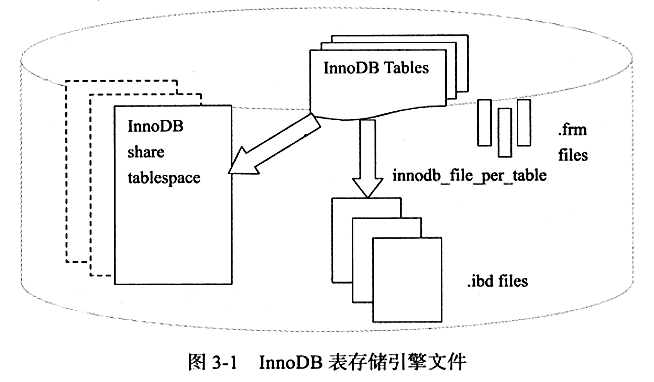 InnoDB Tables
InnoDB
share
tablespace
.frm
files
innodb_file_per_table
.ibd files
图 3-1 InnoDB 表存储引擎文件